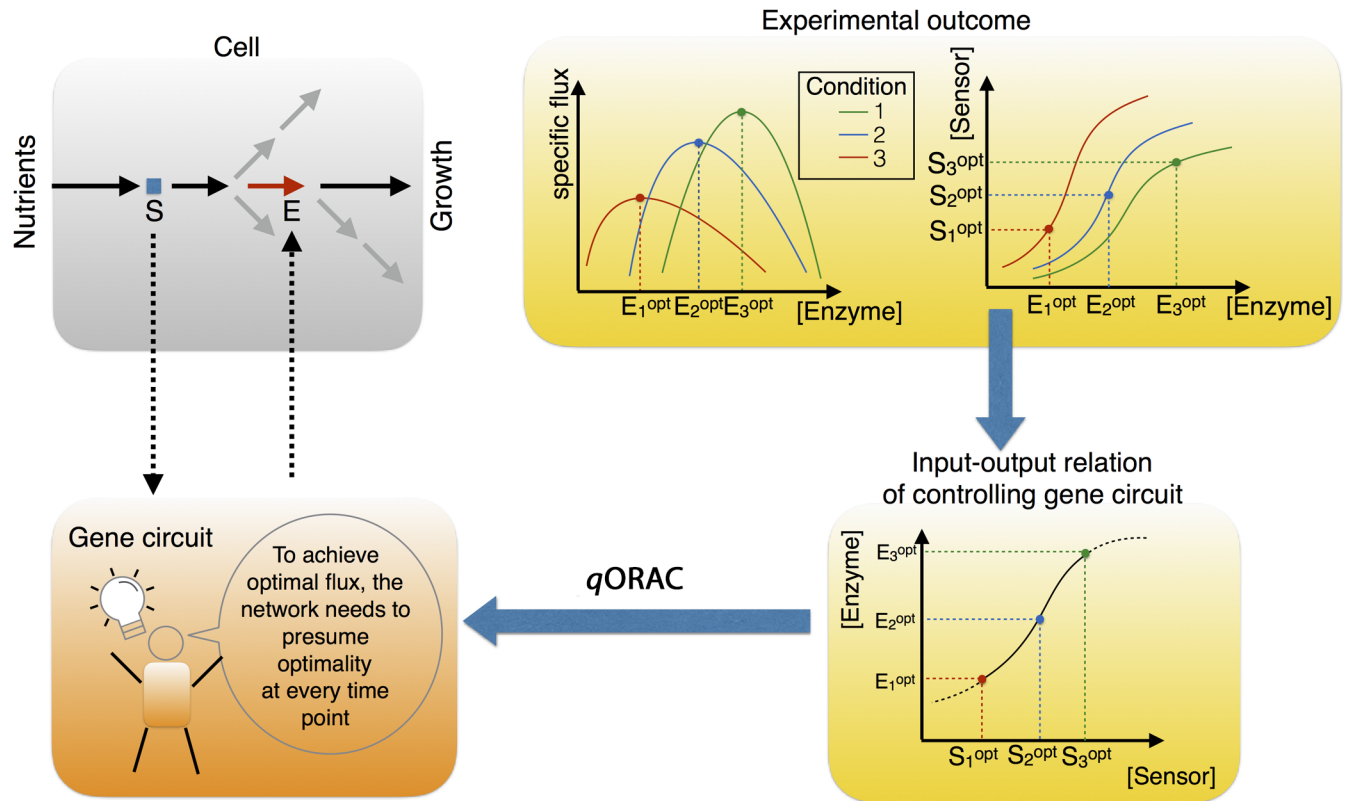 Cell
Nutrients
S
E
Growth
Experimental outcome
specific flux
Condition
1
2
3
E₁ᵒᵖᵗ E₂ᵒᵖᵗ E₃ᵒᵖᵗ [Enzyme]
[Sensor]
S₃ᵒᵖᵗ
S₂ᵒᵖᵗ
S₁ᵒᵖᵗ
E₁ᵒᵖᵗ E₂ᵒᵖᵗ E₃ᵒᵖᵗ [Enzyme]
Input-output relation
of controlling gene circuit
[Enzyme]
E₃ᵒᵖᵗ
E₂ᵒᵖᵗ
E₁ᵒᵖᵗ
S₁ᵒᵖᵗ S₂ᵒᵖᵗ S₃ᵒᵖᵗ
[Sensor]
qORAC
Gene circuit
To achieve
optimal flux, the
network needs to
presume
optimality
at every time
point